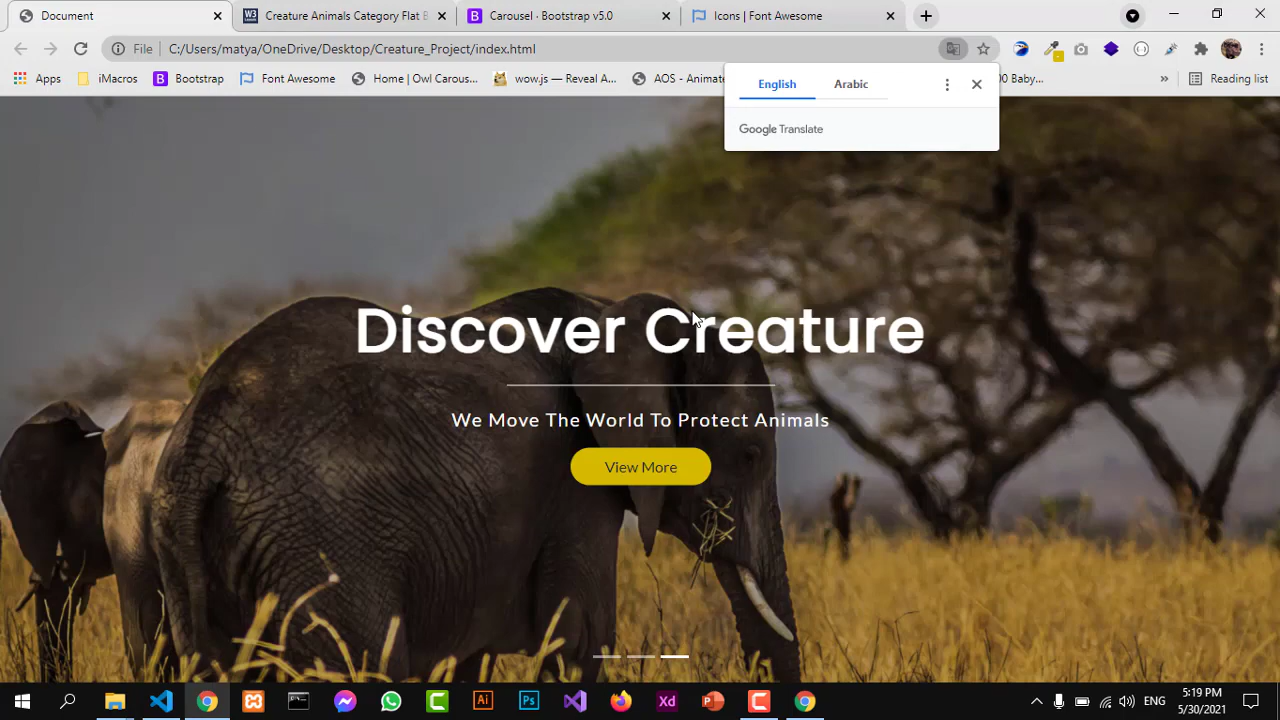 Document
Creature Animals Category Flat B
Carousel · Bootstrap v5.0
Icons | Font Awesome
File
C:/Users/matya/OneDrive/Desktop/Creature_Project/index.html
Apps
iMacros
Bootstrap
Font Awesome
Home | Owl Carous...
wow.js — Reveal A...
AOS - Animate
00 Baby...
Reading list
English
Arabic
Google Translate
Discover Creature
We Move The World To Protect Animals
View More
ENG
5:19 PM
5/30/2021